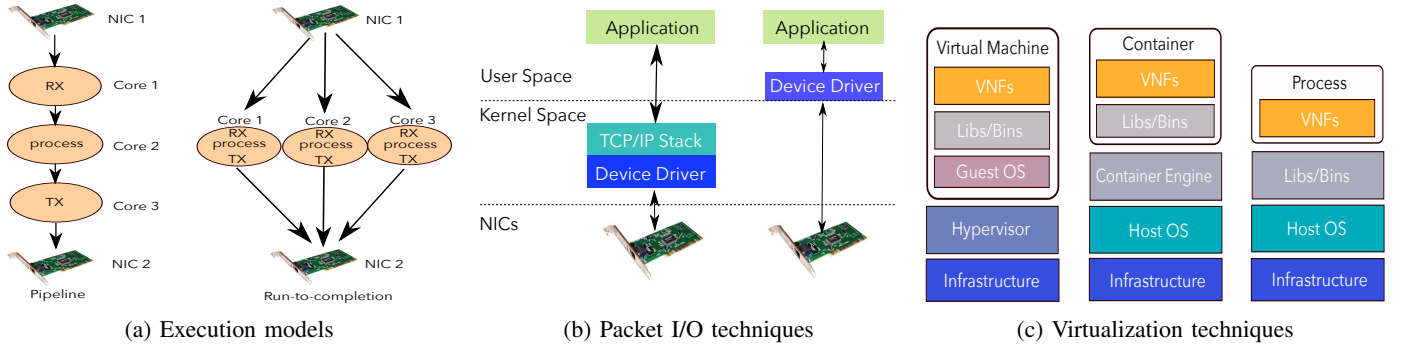 NIC 1
RX
Core 1
process
Core 2
TX
Core 3
NIC 2
Pipeline
NIC 1
Core 1
RX
process
TX
Core 2
RX
process
TX
Core 3
RX
process
TX
NIC 2
Run-to-completion
(a) Execution models
Application
Application
User Space
Device Driver
Kernel Space
TCP/IP Stack
Device Driver
NICs
(b) Packet I/O techniques
Virtual Machine
VNFs
Libs/Bins
Guest OS
Hypervisor
Infrastructure
Container
VNFs
Libs/Bins
Container Engine
Host OS
Infrastructure
Process
VNFs
Libs/Bins
Host OS
Infrastructure
(c) Virtualization techniques